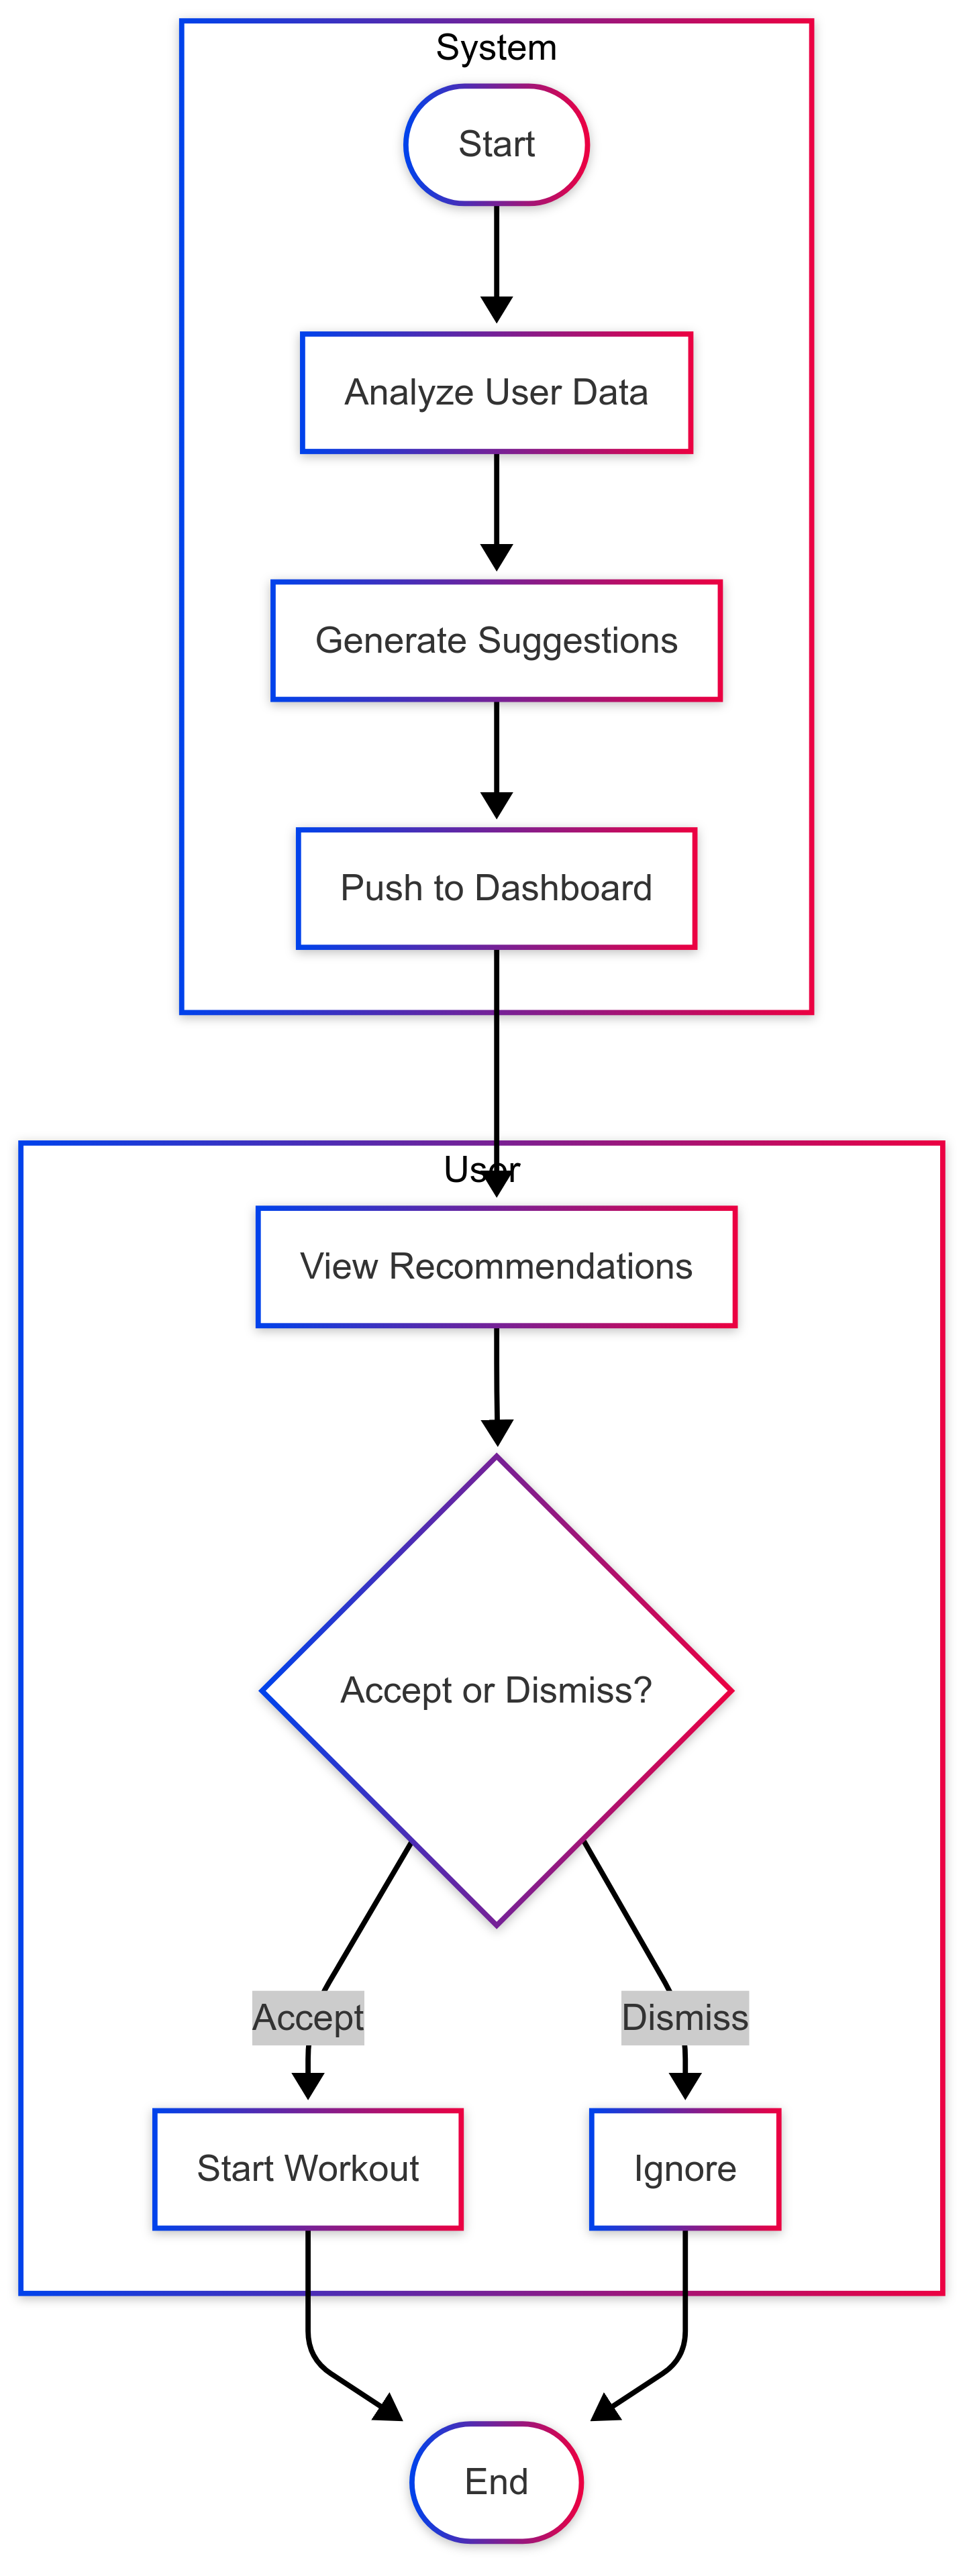 System
Start
Analyze User Data
Generate Suggestions
Push to Dashboard
User
View Recommendations
Accept or Dismiss?
Accept
Dismiss
Start Workout
Ignore
End